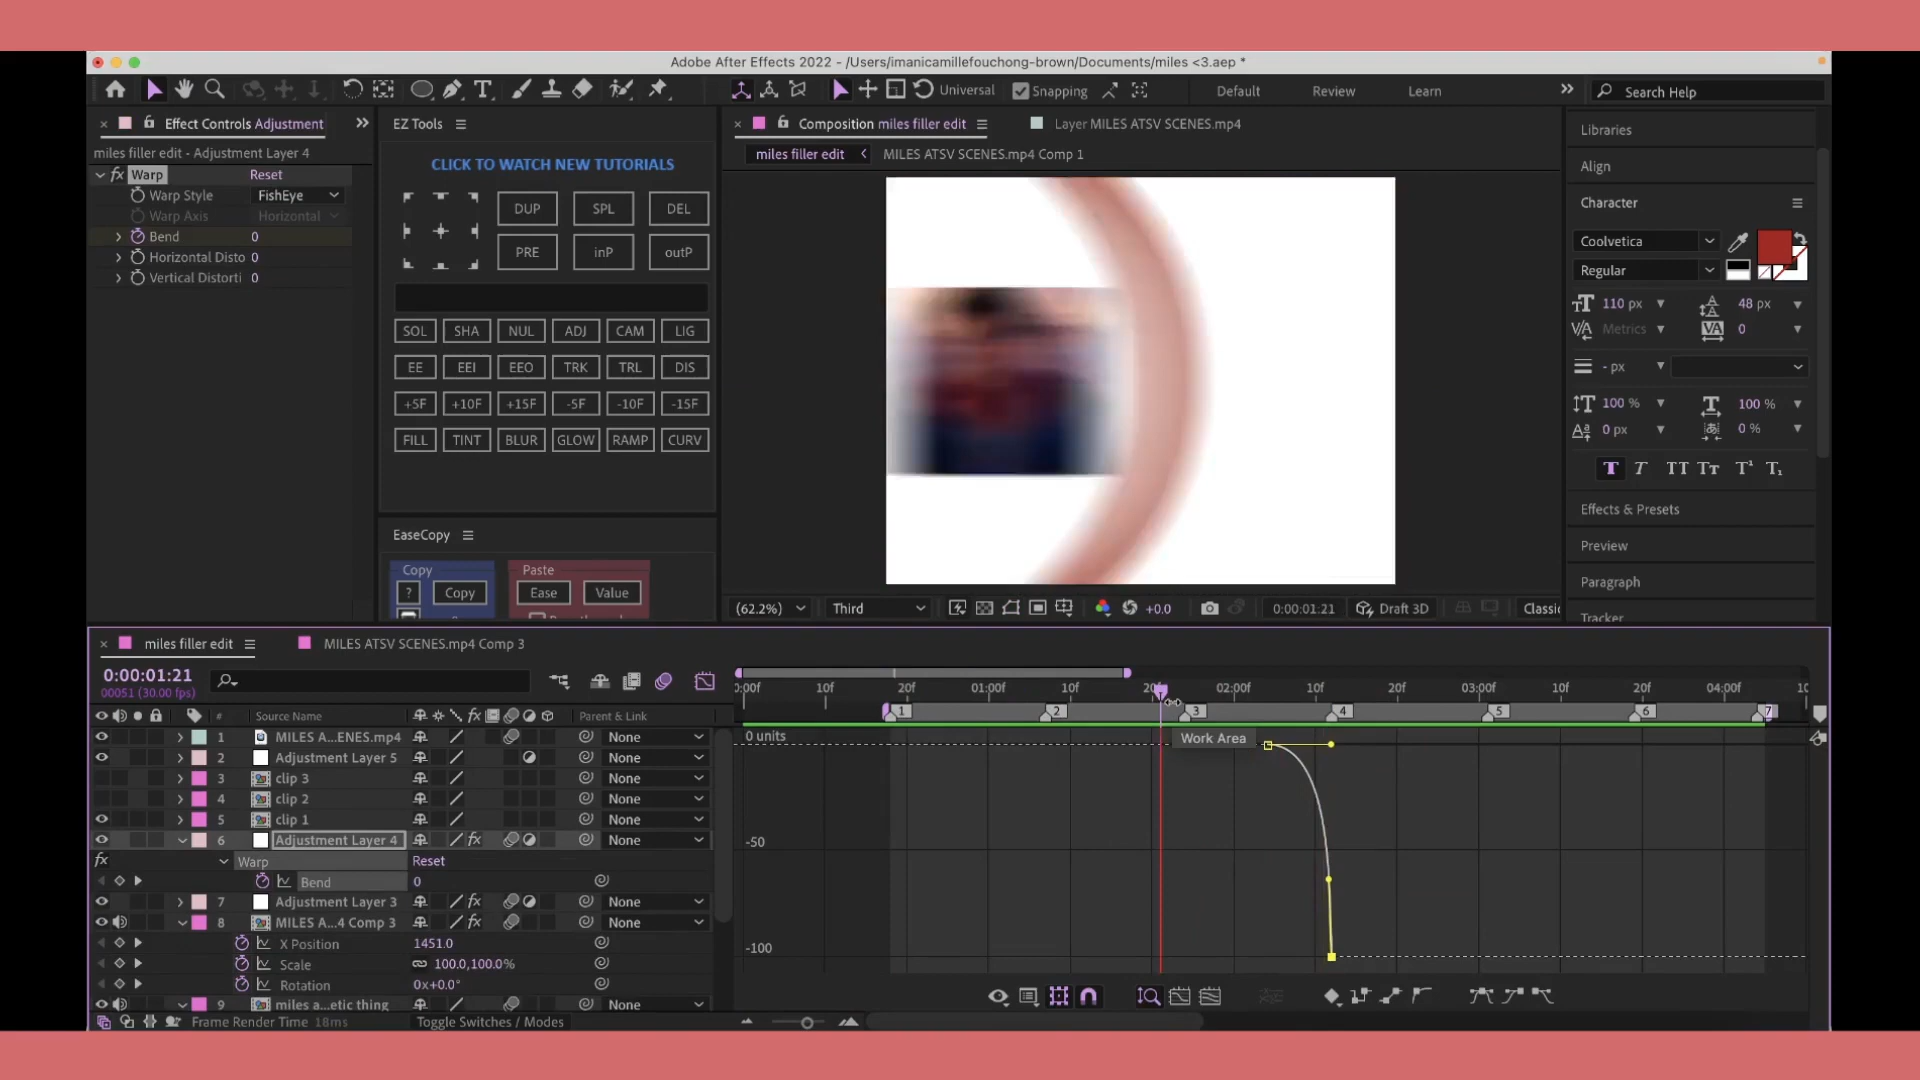 Adobe After Effects 2022 - /Users/imanicamillefouchong-brown/Documents/miles <3.aep *
Universal
Snapping
Default
Review
Learn
Search Help
Effect Controls Adjustment
miles filler edit - Adjustment Layer 4
fx Warp Reset
Warp Style FishEye
Warp Axis Horizontal
Bend 0
Horizontal Disto 0
Vertical Distorti 0
EZ Tools
CLICK TO WATCH NEW TUTORIALS
DUP SPL DEL
PRE inP outP
SOL SHA NUL ADJ CAM LIG
EE EEI EEO TRK TRL DIS
+5F +10F +15F -5F -10F -15F
FILL TINT BLUR GLOW RAMP CURV
EaseCopy
Copy Paste
? Copy Ease Value
Composition miles filler edit
Layer MILES ATSV SCENES.mp4
miles filler edit MILES ATSV SCENES.mp4 Comp 1
(62.2%) Third +0.0 0:00:01:21 Draft 3D Classic
Libraries
Align
Character
Coolvetica
Regular
110 px 48 px
Metrics 0
- px
100 % 100 %
0 px 0 %
T T TT Tт T¹ T₁
Effects & Presets
Preview
Paragraph
Tracker
miles filler edit
MILES ATSV SCENES.mp4 Comp 3
0:00:01:21
00051 (30.00 fps)
:00f 10f 20f 01:00f 10f 20 02:00f 10f 20f 03:00f 10f 20f 04:00f 10
1 2 3 4 5 6 7
# Source Name fx Parent & Link
1 MILES A...ENES.mp4 None
2 Adjustment Layer 5 None
3 clip 3 None
4 clip 2 None
5 clip 1 None
6 Adjustment Layer 4 fx None
fx Warp Reset
Bend 0
7 Adjustment Layer 3 fx None
8 MILES A...4 Comp 3 fx None
X Position 1451.0
Scale 100.0,100.0%
Rotation 0x+0.0°
9 miles a...etic thing None
Frame Render Time 18ms
Toggle Switches / Modes
0 units
Work Area
-50
-100